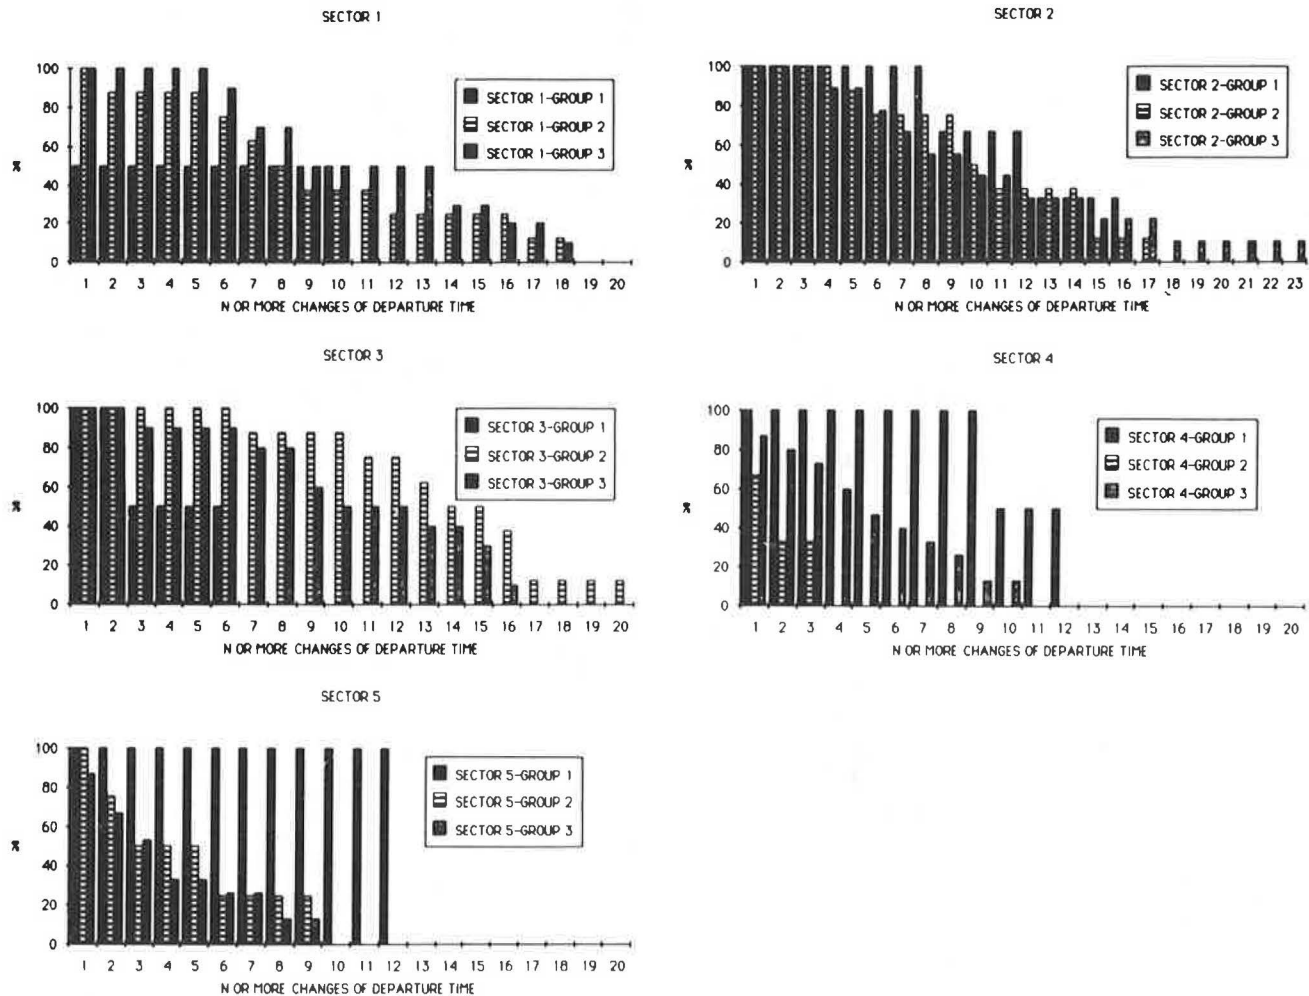 SECTOR 1
100
80
60
40
20
0
%
SECTOR 1-GROUP 1
SECTOR 1-GROUP 2
SECTOR 1-GROUP 3
1 2 3 4 5 6 7 8 9 10 11 12 13 14 15 16 17 18 19 20
N OR MORE CHANGES OF DEPARTURE TIME
SECTOR 2
100
80
60
40
20
0
%
SECTOR 2-GROUP 1
SECTOR 2-GROUP 2
SECTOR 2-GROUP 3
1 2 3 4 5 6 7 8 9 10 11 12 13 14 15 16 17 18 19 20 21 22 23
N OR MORE CHANGES OF DEPARTURE TIME
SECTOR 3
100
80
60
40
20
0
%
SECTOR 3-GROUP 1
SECTOR 3-GROUP 2
SECTOR 3-GROUP 3
1 2 3 4 5 6 7 8 9 10 11 12 13 14 15 16 17 18 19 20
N OR MORE CHANGES OF DEPARTURE TIME
SECTOR 4
100
80
60
40
20
0
%
SECTOR 4-GROUP 1
SECTOR 4-GROUP 2
SECTOR 4-GROUP 3
1 2 3 4 5 6 7 8 9 10 11 12 13 14 15 16 17 18 19 20
N OR MORE CHANGES OF DEPARTURE TIME
SECTOR 5
100
80
60
40
20
0
%
SECTOR 5-GROUP 1
SECTOR 5-GROUP 2
SECTOR 5-GROUP 3
1 2 3 4 5 6 7 8 9 10 11 12 13 14 15 16 17 18 19 20
N OR MORE CHANGES OF DEPARTURE TIME